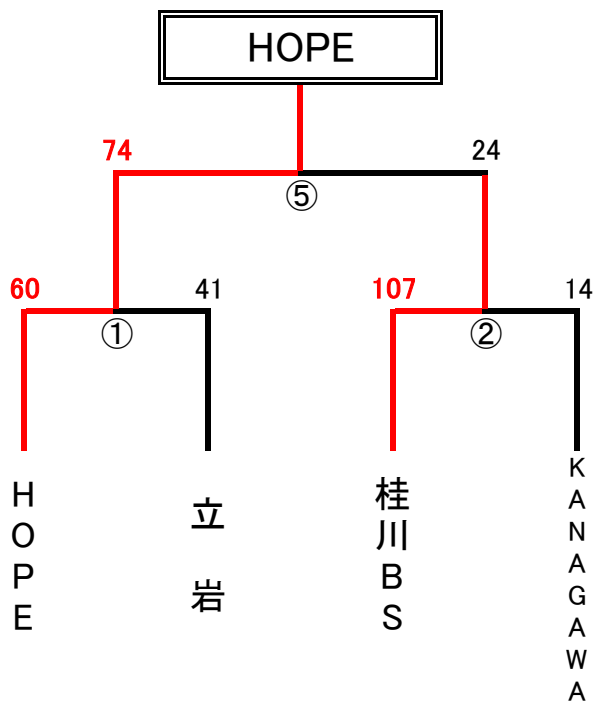 HOPE
74
24
⑤
60
41
107
14
①
②
HOPE
立岩
桂川BS
KANAGAWA